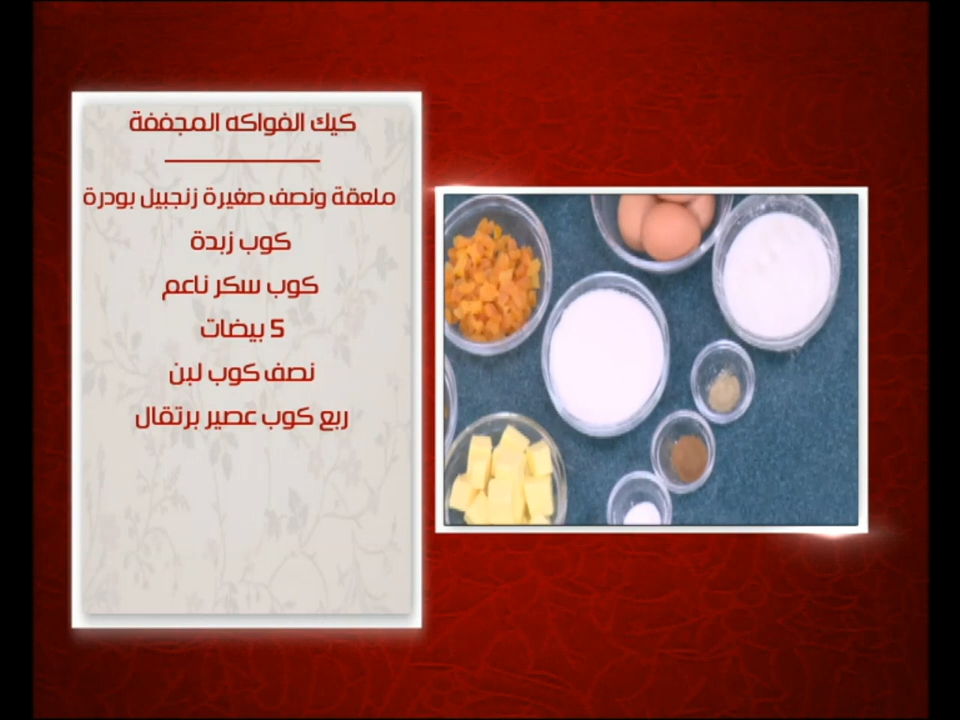 كيك الفواكه المجففة
ملعقة ونصف صغيرة زنجبيل بودرة
كوب زبدة
كوب سكر ناعم
5 بيضات
نصف كوب لبن
ربع كوب عصير برتقال